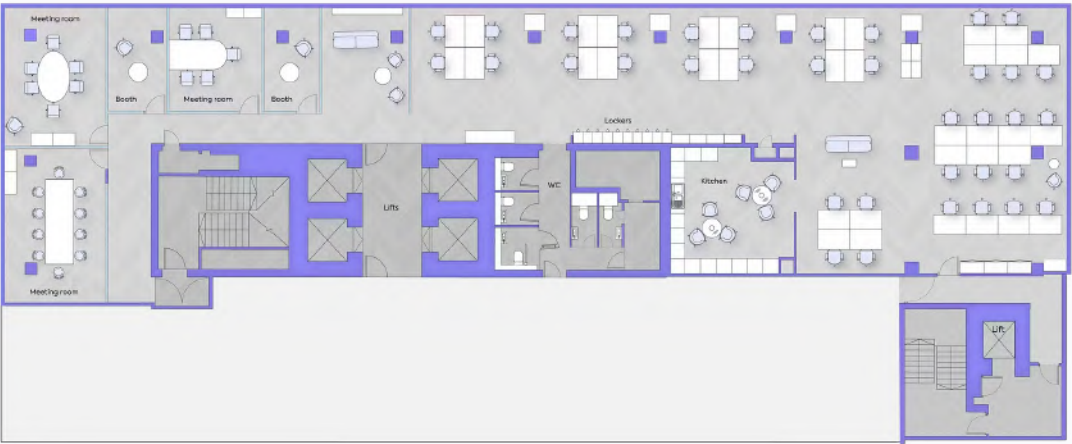 Meeting room
Booth
Meeting room
Booth
Lockers
Lifts
WC
Kitchen
Meeting room
Lift